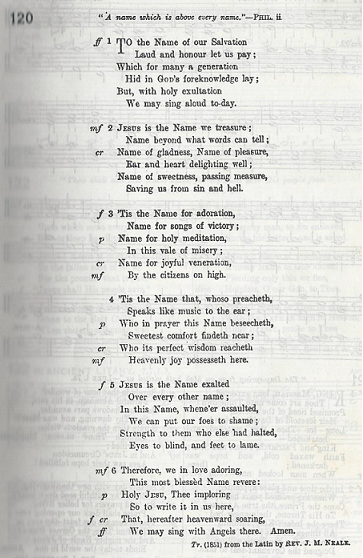 120
"A name which is above every name."—PHIL. ii.
ff 1 TO the Name of our Salvation
Laud and honour let us pay;
Which for many a generation
Hid in GOD'S foreknowledge lay;
But, with holy exultation
We may sing aloud to-day.
mf 2 JESUS is the Name we treasure;
Name beyond what words can tell;
cr Name of gladness, Name of pleasure,
Ear and heart delighting well;
Name of sweetness, passing measure,
Saving us from sin and hell.
f 3 'Tis the Name for adoration,
Name for songs of victory;
p Name for holy meditation,
In this vale of misery;
cr Name for joyful veneration,
mf By the citizens on high.
4 'Tis the Name that, whoso preacheth,
Speaks like music to the ear;
p Who in prayer this Name beseecheth,
Sweetest comfort findeth near;
cr Who its perfect wisdom reacheth
mf Heavenly joy possesseth here.
f 5 JESUS is the Name exalted
Over every other name;
In this Name, whene'er assaulted,
We can put our foes to shame;
Strength to them who else had halted,
Eyes to blind, and feet to lame.
mf 6 Therefore, we in love adoring,
This most blessèd Name revere:
p Holy JESU, Thee imploring
So to write it in us here,
f cr That, hereafter heavenward soaring,
ff We may sing with Angels there. Amen.
Tr. (1851) from the Latin by REV. J. M. NEALE.